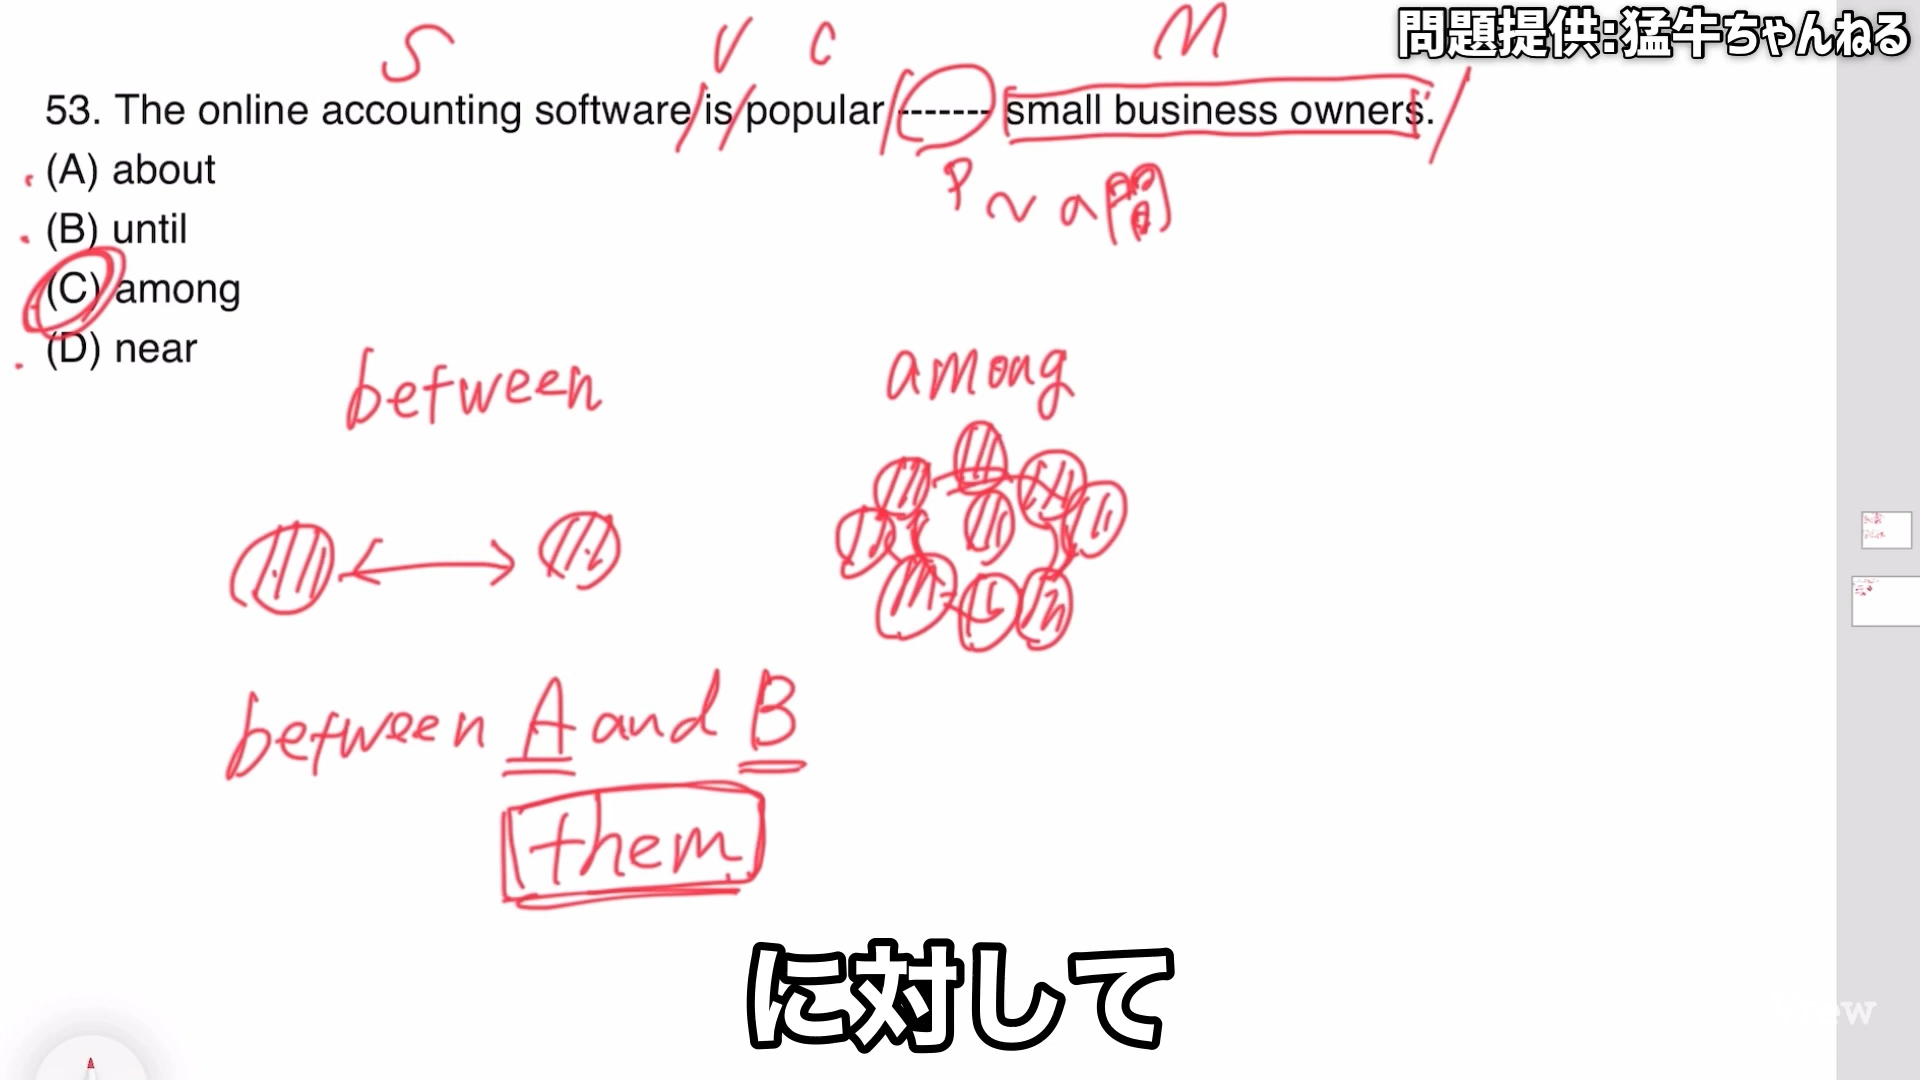 問題提供:猛牛ちゃんねる
S V C M
53. The online accounting software is popular ------- small business owners.
P ~の間
(A) about
(B) until
(C) among
(D) near
between among
between A and B
them
に対して